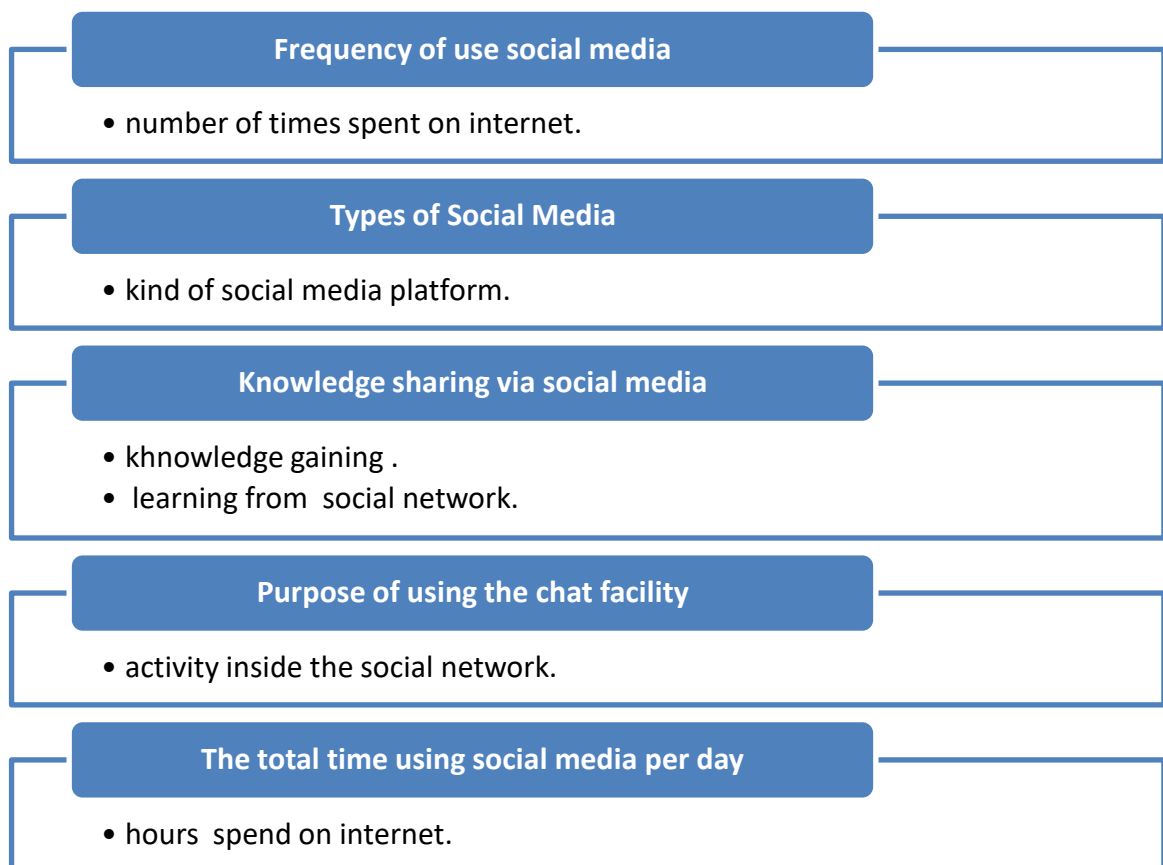 Frequency of use social media
• number of times spent on internet.
Types of Social Media
• kind of social media platform.
Knowledge sharing via social media
• khnowledge gaining .
• learning from social network.
Purpose of using the chat facility
• activity inside the social network.
The total time using social media per day
• hours spend on internet.